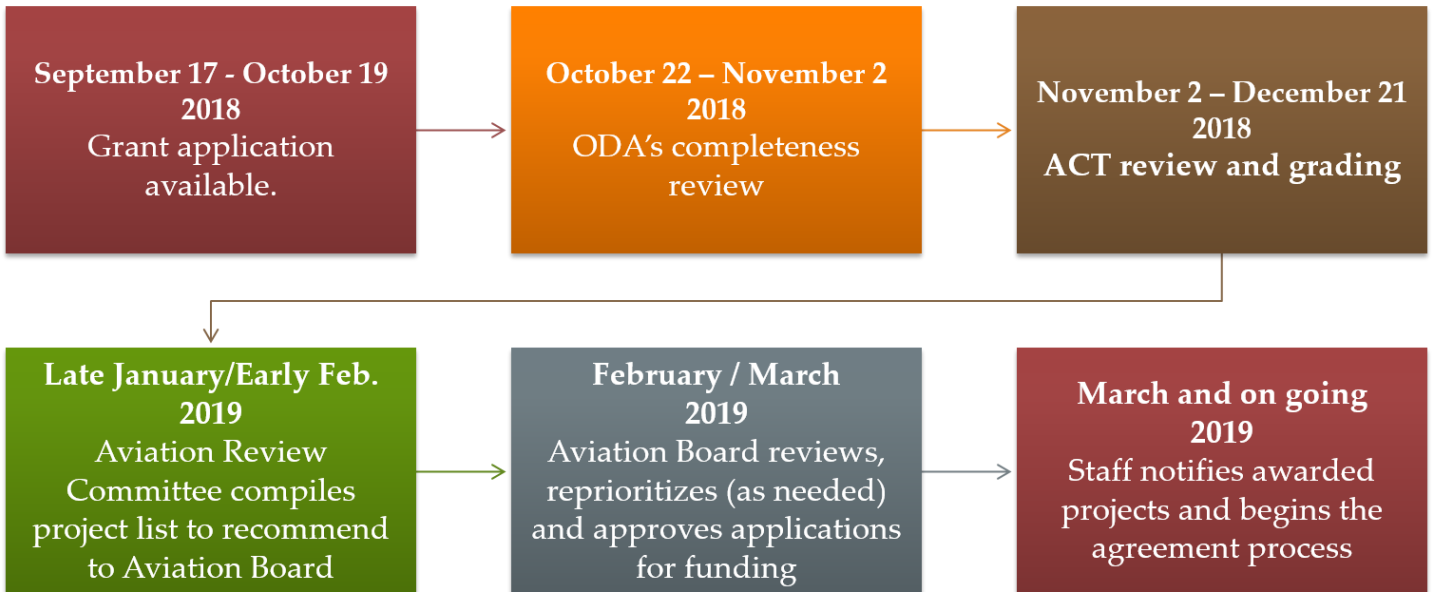 September 17 - October 19
2018
Grant application
available.
October 22 – November 2
2018
ODA’s completeness
review
November 2 – December 21
2018
ACT review and grading
Late January/Early Feb.
2019
Aviation Review
Committee compiles
project list to recommend
to Aviation Board
February / March
2019
Aviation Board reviews,
reprioritizes (as needed)
and approves applications
for funding
March and on going
2019
Staff notifies awarded
projects and begins the
agreement process